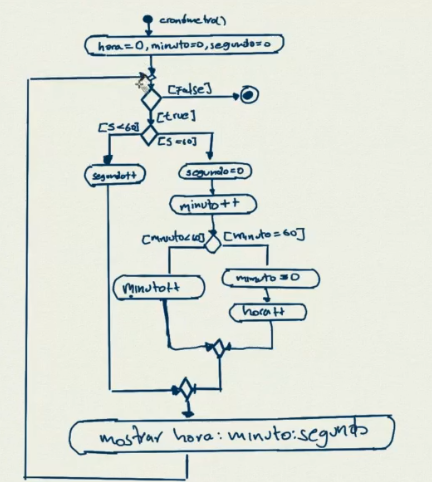 cronómetro()
hora=0, minuto=0, segundo=0
[False]
[true]
[S<60]
[S=60]
segundo++
segundo=0
minuto++
[minuto<60]
[minuto=60]
minuto++
minuto=0
hora++
mostrar hora:minuto:segundo